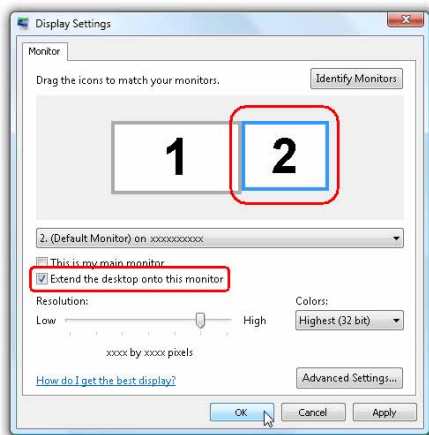 Display Settings
Monitor
Drag the icons to match your monitors.
Identify Monitors
1
2
2. (Default Monitor) on xxxxxxxxxx
This is my main monitor
Extend the desktop onto this monitor
Resolution:
Colors:
Low
High
Highest (32 bit)
xxxx by xxxx pixels
How do I get the best display?
Advanced Settings...
OK
Cancel
Apply